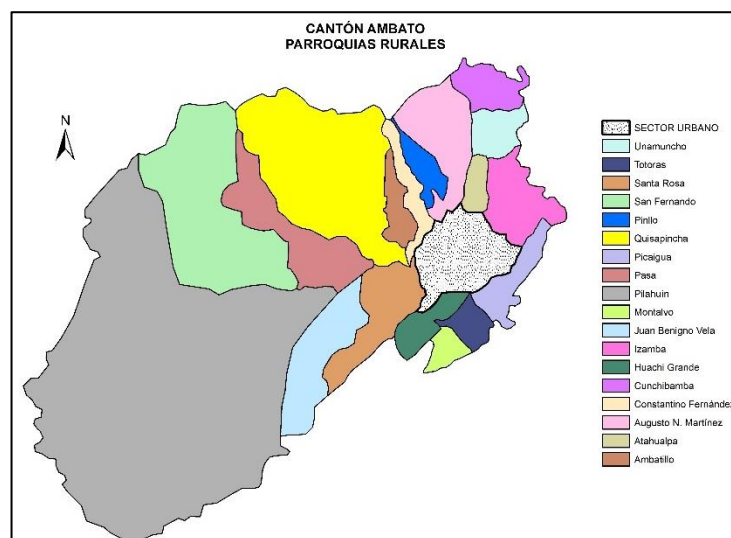 CANTÓN AMBATO
PARROQUIAS RURALES
N
SECTOR URBANO
Unamuncho
Totoras
Santa Rosa
San Fernando
Pinllo
Quisapincha
Picaigua
Pasa
Pilahuin
Montalvo
Juan Benigno Vela
Izamba
Huachi Grande
Cunchibamba
Constantino Fernández
Augusto N. Martínez
Atahualpa
Ambatillo